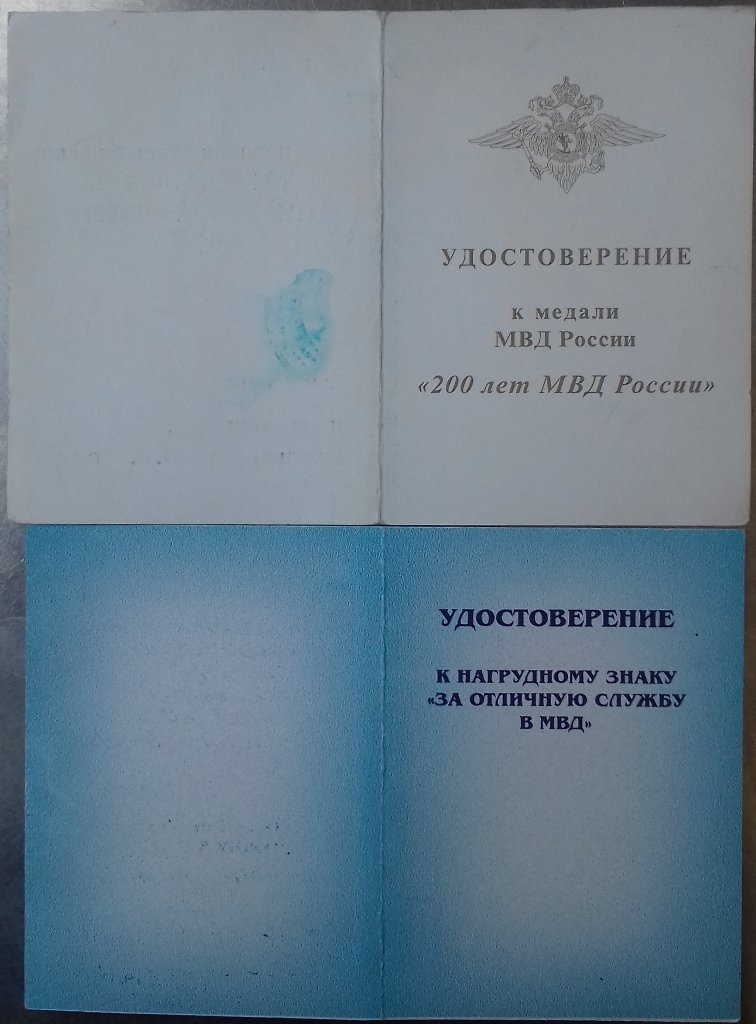 УДОСТОВЕРЕНИЕ
к медали
МВД России
«200 лет МВД России»
УДОСТОВЕРЕНИЕ
К НАГРУДНОМУ ЗНАКУ
«ЗА ОТЛИЧНУЮ СЛУЖБУ
В МВД»